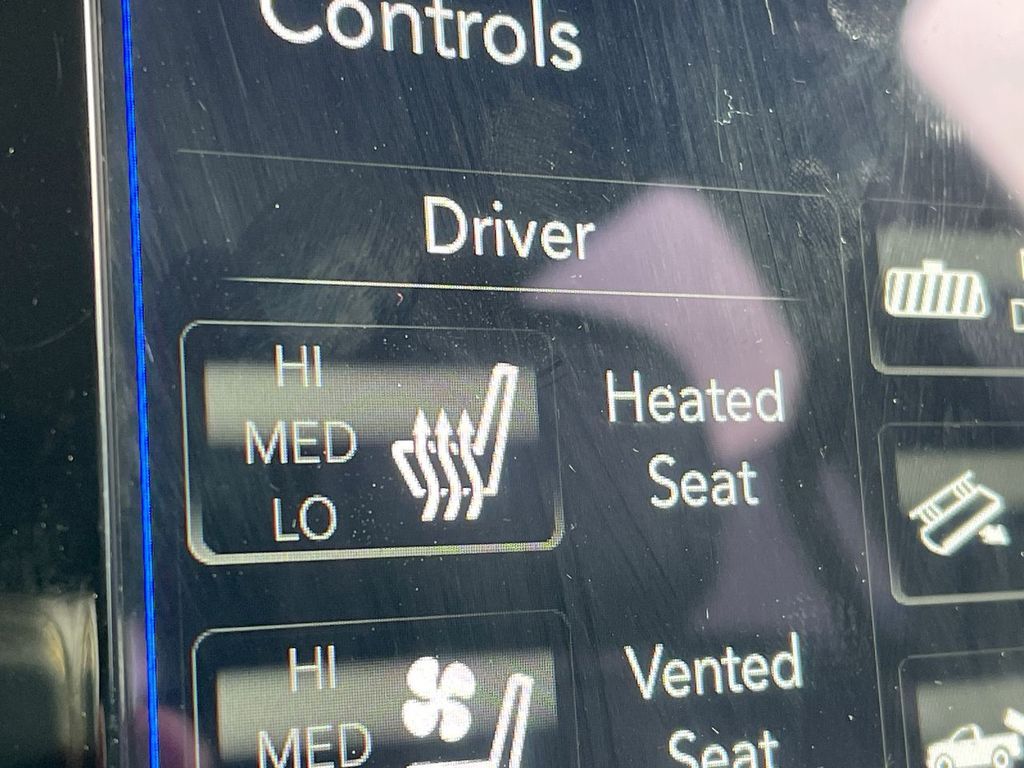 Controls
Driver
HI
MED
LO
Heated
Seat
HI
MED
Vented
Seat